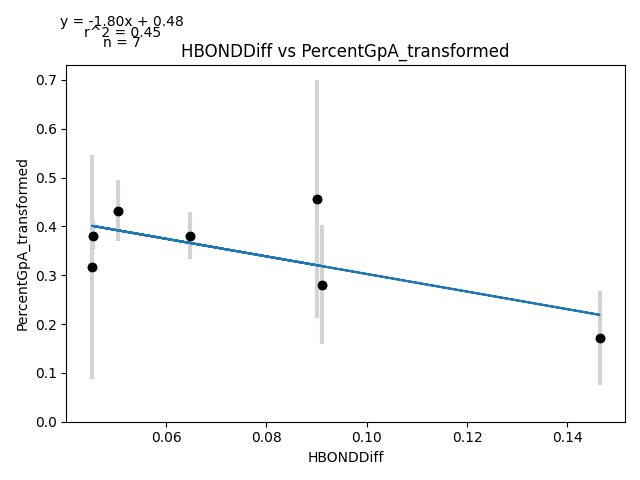 y = -1.80x + 0.48
r^2 = 0.45
n = 7
HBONDDiff vs PercentGpA_transformed
0.7
0.6
0.5
0.4
0.3
0.2
0.1
0.0
PercentGpA_transformed
0.06 0.08 0.10 0.12 0.14
HBONDDiff